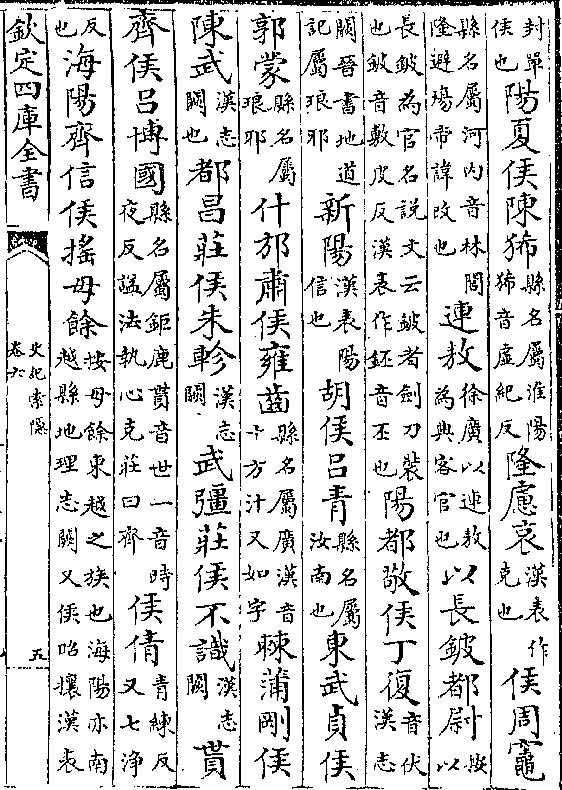 封單侯也陽夏侯陳狶縣名屬淮陽狶音虛紀反隆慮哀漢表作克也侯周竈
縣名屬河内音林閭隆避殤帝諱改也連敖徐廣以連敖為典客官也以長鈹都尉按以
長鈹為官名說文云鈹者劍刀裝也鈹音敷皮反漢表作鉟音丕也陽都敬侯丁復音伏漢志
闕晉書地道記屬琅邪新陽漢表陽信也胡侯吕青縣名屬汝南也東武貞侯
郭蒙縣名屬琅邪什邡肅侯雍齒縣名屬廣漢音十方汁又如字棘蒲剛侯
陳武漢志闕也都昌莊侯朱軫漢志闕武彊莊侯不識漢志闕貰
齊侯吕博國縣名屬鉅鹿貰音世一音時夜反諡法執心克莊曰齊侯倩青練反又七淨
反也海陽齊信侯摇毋餘按毋餘東越之族也海陽亦南越縣地理志闕又侯昭攘漢表
欽定四庫全書
史記索隱
卷六
五